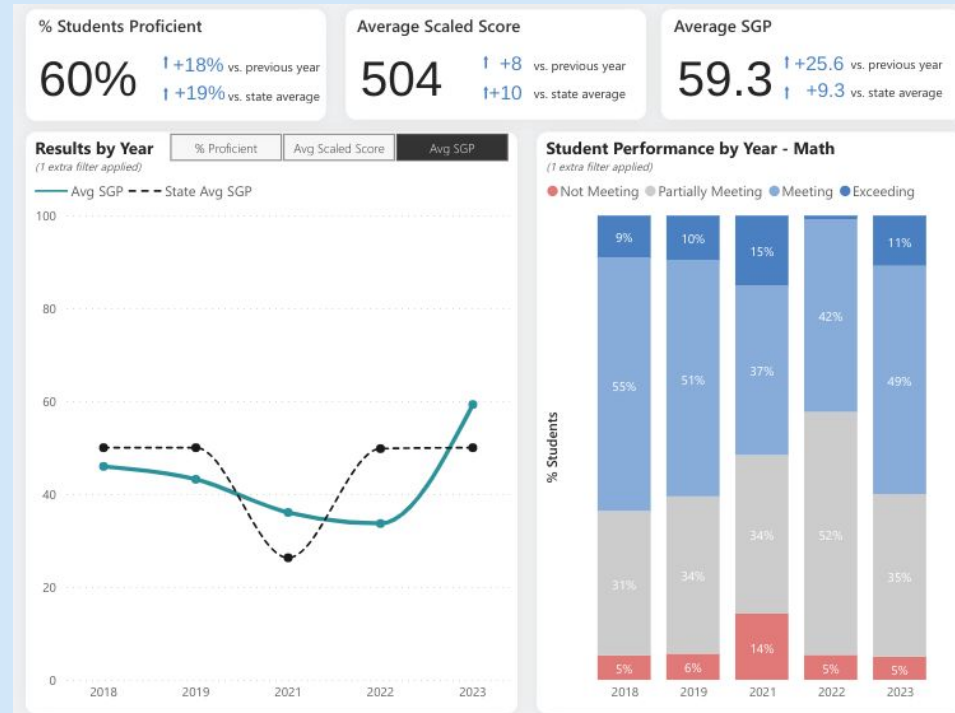 % Students Proficient
60%
↑ +18% vs. previous year
↑ +19% vs. state average
Average Scaled Score
504
↑ +8 vs. previous year
↑+10 vs. state average
Average SGP
59.3
↑ +25.6 vs. previous year
↑ +9.3 vs. state average
Results by Year
(1 extra filter applied)
% Proficient
Avg Scaled Score
Avg SGP
Avg SGP State Avg SGP
100
80
60
40
20
0
2018 2019 2021 2022 2023
Student Performance by Year - Math
(1 extra filter applied)
Not Meeting Partially Meeting Meeting Exceeding
% Students
9% 10% 15% 11%
55% 51% 37% 42% 49%
31% 34% 34% 52% 35%
5% 6% 14% 5% 5%
2018 2019 2021 2022 2023